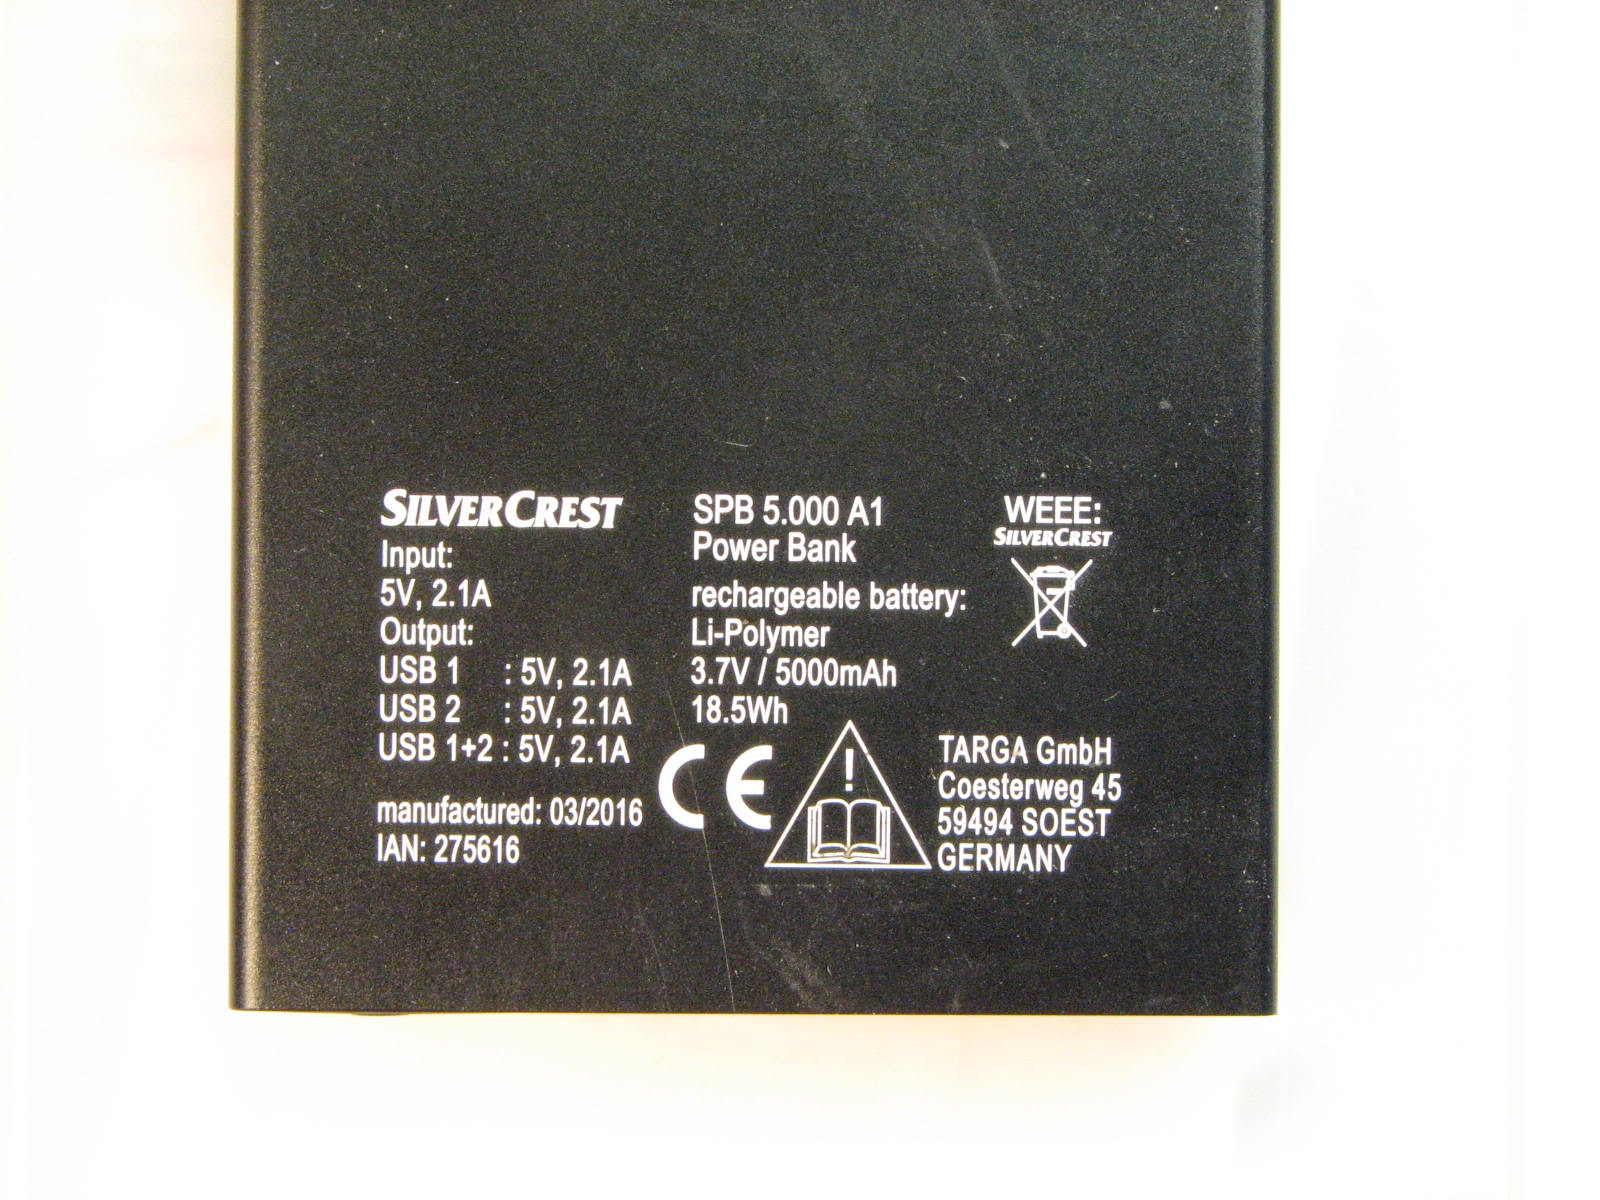 SILVERCREST
Input:
5V, 2.1A
Output:
USB 1 : 5V, 2.1A
USB 2 : 5V, 2.1A
USB 1+2 : 5V, 2.1A
manufactured: 03/2016
IAN: 275616
SPB 5.000 A1
Power Bank
rechargeable battery:
Li-Polymer
3.7V / 5000mAh
18.5Wh
CE
!
WEEE:
SILVERCREST
TARGA GmbH
Coesterweg 45
59494 SOEST
GERMANY